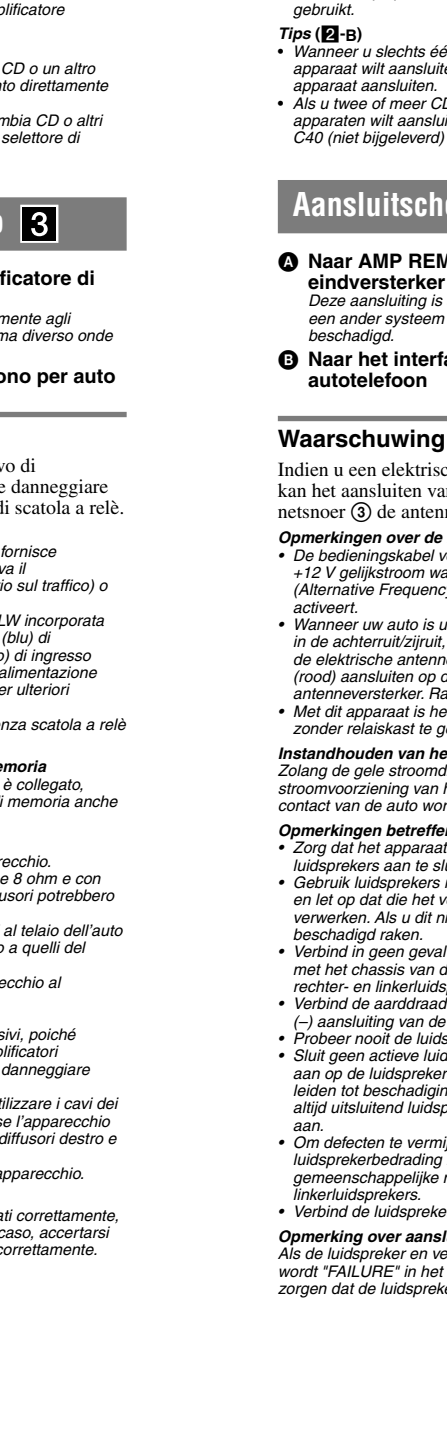 plificatore
CD o un altro
nto direttamente
mbia CD o altri
selettore di
3
ificatore di
mente agli
ma diverso onde
ono per auto
vo di
e danneggiare
di scatola a relè.
fornisce
va il
io sul traffico) o
LW incorporata
(blu) di
o) di ingresso
alimentazione
er ulteriori
nza scatola a relè
emoria
è collegato,
di memoria anche
recchio.
e 8 ohm e con
usori potrebbero
al telaio dell'auto
o a quelli del
ecchio al
sivi, poiché
lificatori
danneggiare
tilizzare i cavi dei
se l'apparecchio
diffusori destro e
apparecchio.
ati correttamente,
caso, accertarsi
correttamente.
gebruikt.
Tips (2-B)
• Wanneer u slechts éé
apparaat wilt aansluite
apparaat aansluiten.
• Als u twee of meer CD
apparaten wilt aanslui
C40 (niet bijgeleverd)
Aansluitsche
A Naar AMP REM
eindversterker
Deze aansluiting is
een ander systeem
beschadigd.
B Naar het interfa
autotelefoon
Waarschuwing
Indien u een elektrisc
kan het aansluiten va
netsnoer ③ de antenn
Opmerkingen over de
• De bedieningskabel v
+12 V gelijkstroom wa
(Alternative Frequency
activeert.
• Wanneer uw auto is u
in de achterruit/zijruit,
de elektrische antenne
(rood) aansluiten op d
antenneversterker. Ra
• Met dit apparaat is he
zonder relaiskast te g
Instandhouden van he
Zolang de gele stroomd
stroomvoorziening van h
contact van de auto wor
Opmerkingen betreffe
• Zorg dat het apparaat
luidsprekers aan te slu
• Gebruik luidsprekers
en let op dat die het v
verwerken. Als u dit ni
beschadigd raken.
• Verbind in geen geval
met het chassis van d
rechter- en linkerluids
• Verbind de aarddraad
(–) aansluiting van de
• Probeer nooit de luids
• Sluit geen actieve luid
aan op de luidspreker
leiden tot beschadigin
altijd uitsluitend luidsp
aan.
• Om defecten te vermij
luidsprekerbedrading
gemeenschappelijke
linkerluidsprekers.
• Verbind de luidspreke
Opmerking over aanslu
Als de luidspreker en ve
wordt "FAILURE" in het
zorgen dat de luidspreke